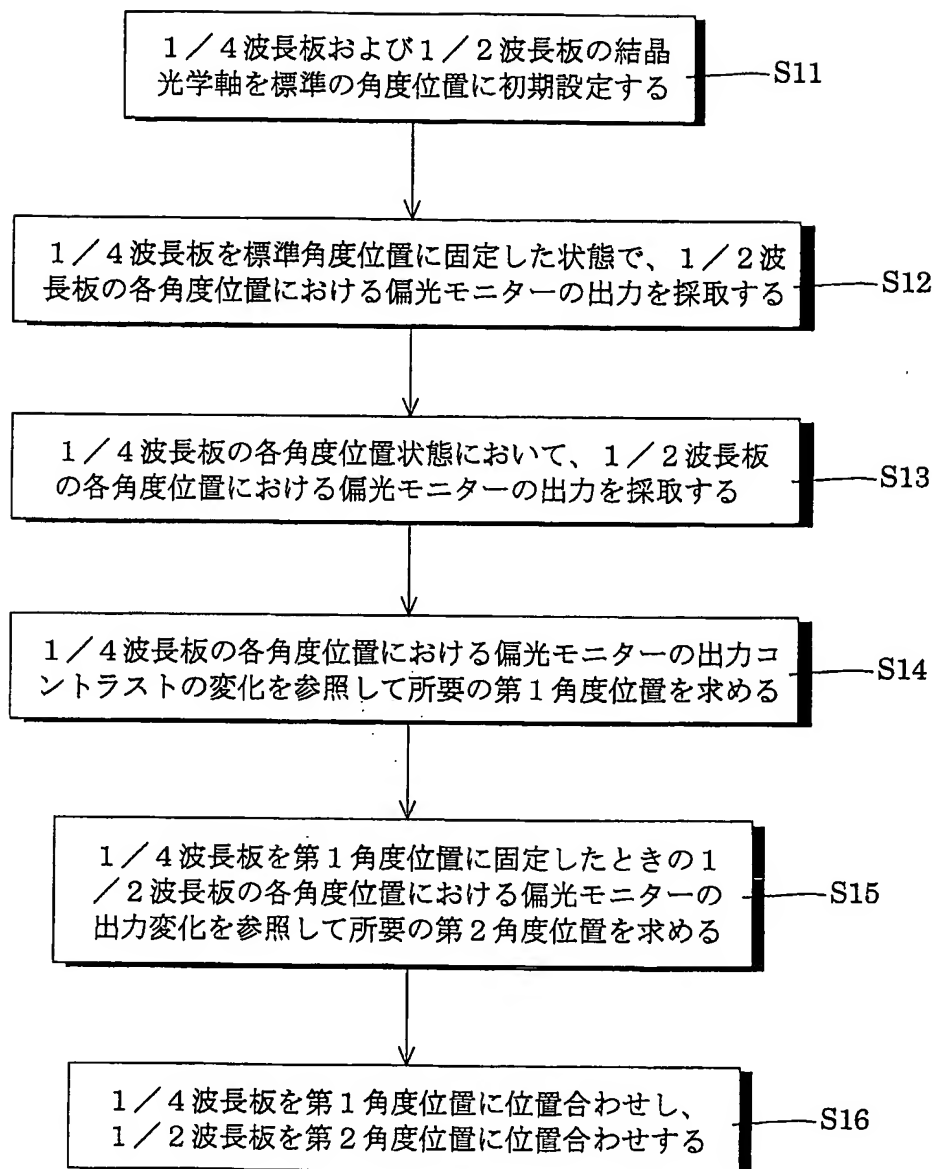 1／4波長板および1／2波長板の結晶
光学軸を標準の角度位置に初期設定する
S11
1／4波長板を標準角度位置に固定した状態で、1／2波
長板の各角度位置における偏光モニターの出力を採取する
S12
1／4波長板の各角度位置状態において、1／2波長板
の各角度位置における偏光モニターの出力を採取する
S13
1／4波長板の各角度位置における偏光モニターの出力コ
ントラストの変化を参照して所要の第1角度位置を求める
S14
1／4波長板を第1角度位置に固定したときの1
／2波長板の各角度位置における偏光モニターの
出力変化を参照して所要の第2角度位置を求める
S15
1／4波長板を第1角度位置に位置合わせし、
1／2波長板を第2角度位置に位置合わせする
S16